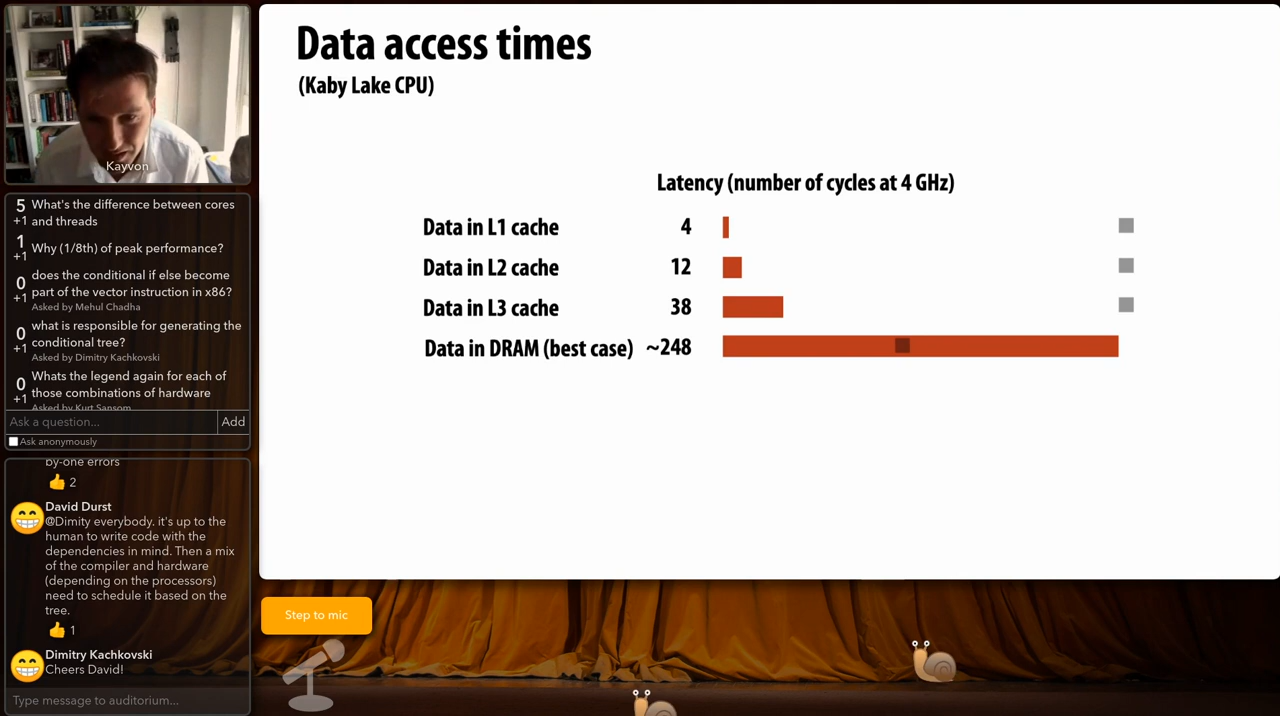 Kayvon
5
+1
What's the difference between cores
and threads
1
+1
Why (1/8th) of peak performance?
0
+1
does the conditional if else become
part of the vector instruction in x86?
Asked by Mehul Chadha
0
+1
what is responsible for generating the
conditional tree?
Asked by Dimitry Kachkovski
0
+1
Whats the legend again for each of
those combinations of hardware
Asked by Kurt Sansom
Ask a question...
Add
Ask anonymously
by-one errors
2
David Durst
@Dimity everybody. it's up to the
human to write code with the
dependencies in mind. Then a mix
of the compiler and hardware
(depending on the processors)
need to schedule it based on the
tree.
1
Dimitry Kachkovski
Cheers David!
Type message to auditorium...
Data access times
(Kaby Lake CPU)
Latency (number of cycles at 4 GHz)
Data in L1 cache 4
Data in L2 cache 12
Data in L3 cache 38
Data in DRAM (best case) ~248
Step to mic